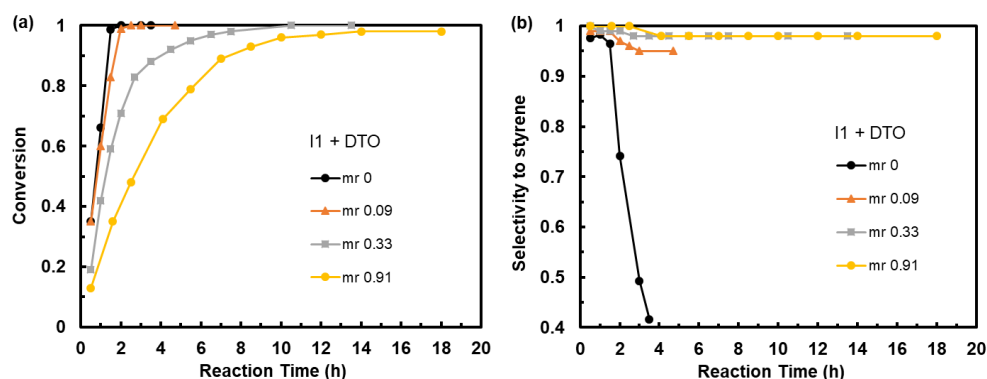 (a)
1
0.8
0.6
0.4
0.2
0
Conversion
I1 + DTO
mr 0
mr 0.09
mr 0.33
mr 0.91
0 2 4 6 8 10 12 14 16 18 20
Reaction Time (h)
(b)
1
0.9
0.8
0.7
0.6
0.5
0.4
Selectivity to styrene
I1 + DTO
mr 0
mr 0.09
mr 0.33
mr 0.91
0 2 4 6 8 10 12 14 16 18 20
Reaction Time (h)